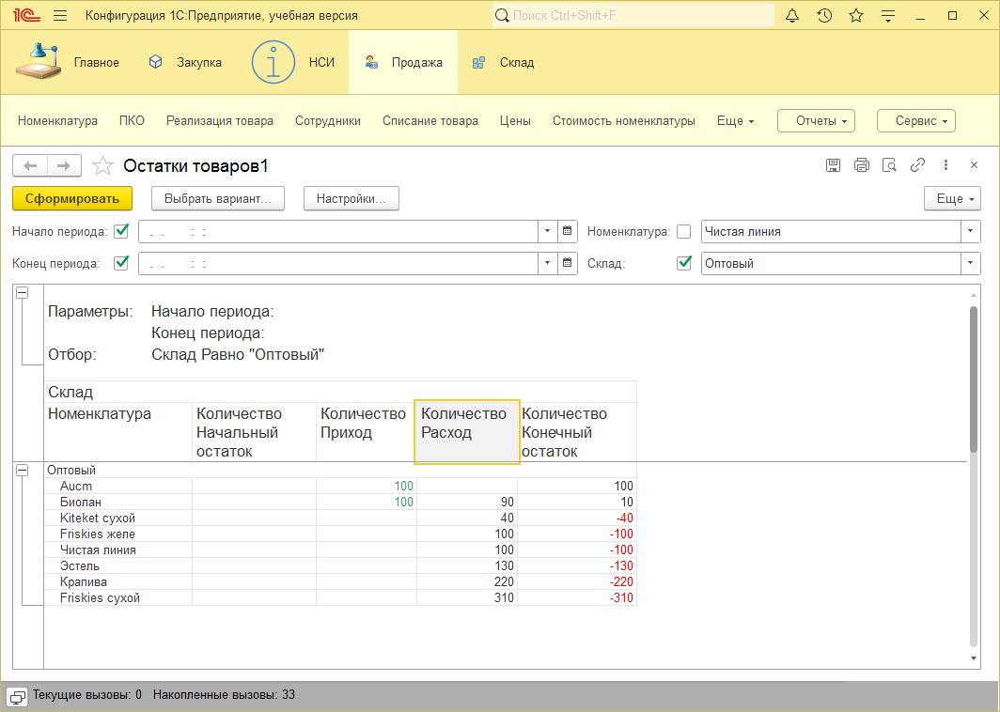 1С Конфигурация 1С:Предприятие, учебная версия Поиск Ctrl+Shift+F
Главное Закупка НСИ Продажа Склад
Номенклатура ПКО Реализация товара Сотрудники Списание товара Цены Стоимость номенклатуры Еще Отчеты Сервис
Остатки товаров1
Сформировать Выбрать вариант... Настройки... Еще
Начало периода: . . : : Номенклатура: Чистая линия
Конец периода: . . : : Склад: Оптовый
Параметры: Начало периода:
Конец периода:
Отбор: Склад Равно "Оптовый"
Склад
Номенклатура Количество Количество Количество Количество
Начальный Приход Расход Конечный
остаток остаток
Оптовый
Аист 100 100
Биолан 100 90 10
Kiteket сухой 40 -40
Friskies желе 100 -100
Чистая линия 100 -100
Эстель 130 -130
Крапива 220 -220
Friskies сухой 310 -310
Текущие вызовы: 0 Накопленные вызовы: 33